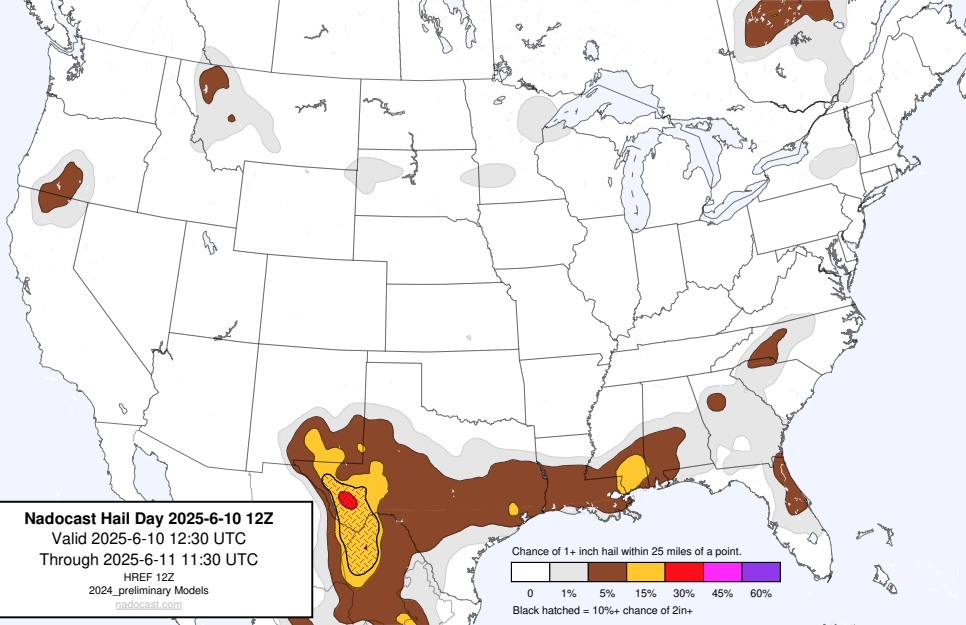 Nadocast Hail Day 2025-6-10 12Z
Valid 2025-6-10 12:30 UTC
Through 2025-6-11 11:30 UTC
HREF 12Z
2024_preliminary Models
nadocast.com
Chance of 1+ inch hail within 25 miles of a point.
0 1% 5% 15% 30% 45% 60%
Black hatched = 10%+ chance of 2in+